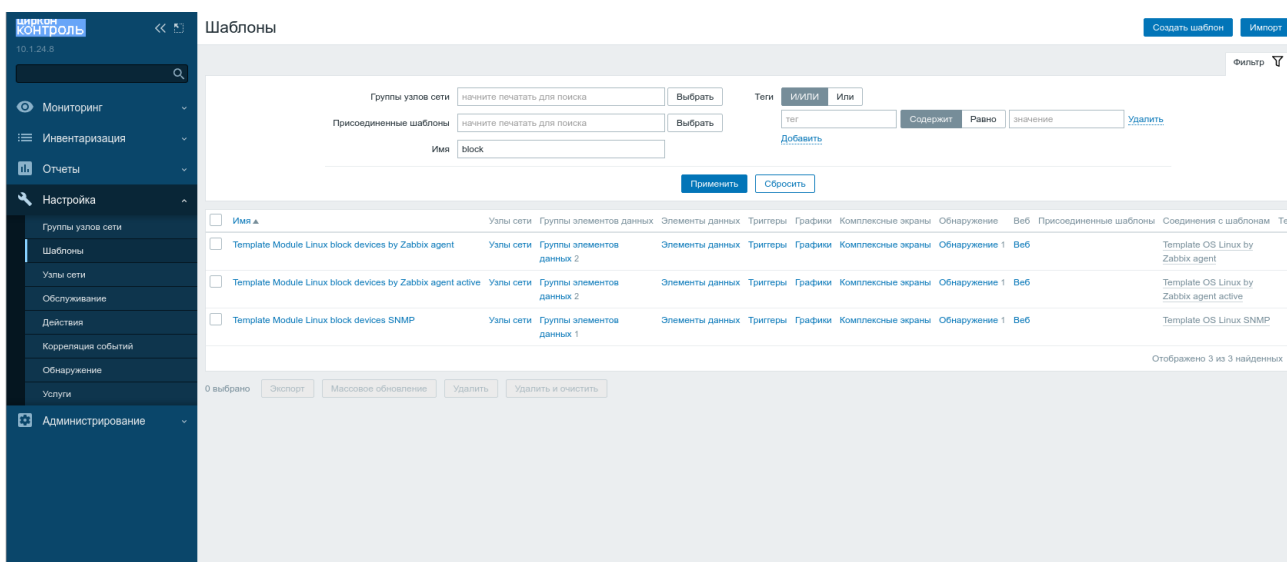 циркон
контроль
10.1.24.8
Мониторинг
Инвентаризация
Отчеты
Настройка
Группы узлов сети
Шаблоны
Узлы сети
Обслуживание
Действия
Корреляция событий
Обнаружение
Услуги
Администрирование
Шаблоны
Создать шаблон Импорт
Фильтр
Группы узлов сети начните печатать для поиска Выбрать Теги И/ИЛИ Или
Присоединенные шаблоны начните печатать для поиска Выбрать тег Содержит Равно значение Удалить
Имя block Добавить
Применить Сбросить
Имя Узлы сети Группы элементов данных Элементы данных Триггеры Графики Комплексные экраны Обнаружение Веб Присоединенные шаблоны Соединения с шаблонам Те
Template Module Linux block devices by Zabbix agent Узлы сети Группы элементов Элементы данных Триггеры Графики Комплексные экраны Обнаружение 1 Веб Template OS Linux by
данных 2 Zabbix agent
Template Module Linux block devices by Zabbix agent active Узлы сети Группы элементов Элементы данных Триггеры Графики Комплексные экраны Обнаружение 1 Веб Template OS Linux by
данных 2 Zabbix agent active
Template Module Linux block devices SNMP Узлы сети Группы элементов Элементы данных Триггеры Графики Комплексные экраны Обнаружение 1 Веб Template OS Linux SNMP
данных 1
Отображено 3 из 3 найденных
0 выбрано Экспорт Массовое обновление Удалить Удалить и очистить